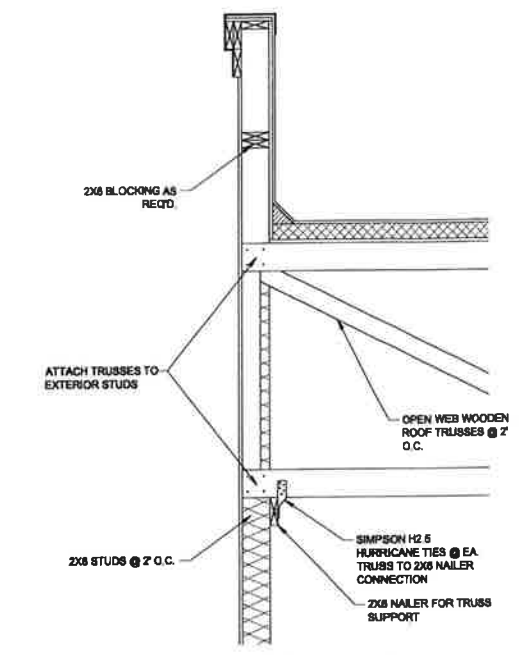 2X6 BLOCKING AS
REQ'D.
ATTACH TRUSSES TO
EXTERIOR STUDS
OPEN WEB WOODEN
ROOF TRUSSES @ 2'
O.C.
2X6 STUDS @ 2' O.C.
SIMPSON H2.5
HURRICANE TIES @ EA.
TRUSS TO 2X6 NAILER
CONNECTION
2X6 NAILER FOR TRUSS
SUPPORT